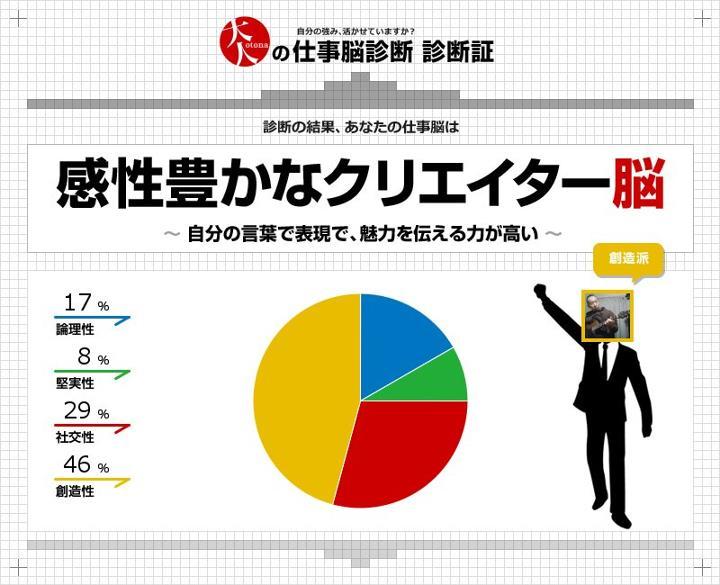 大人
otona
自分の強み、活かせていますか?
の仕事脳診断 診断証
診断の結果、あなたの仕事脳は
感性豊かなクリエイター脳
～ 自分の言葉で表現で、魅力を伝える力が高い ～
創造派
17 %
論理性
8 %
堅実性
29 %
社交性
46 %
創造性